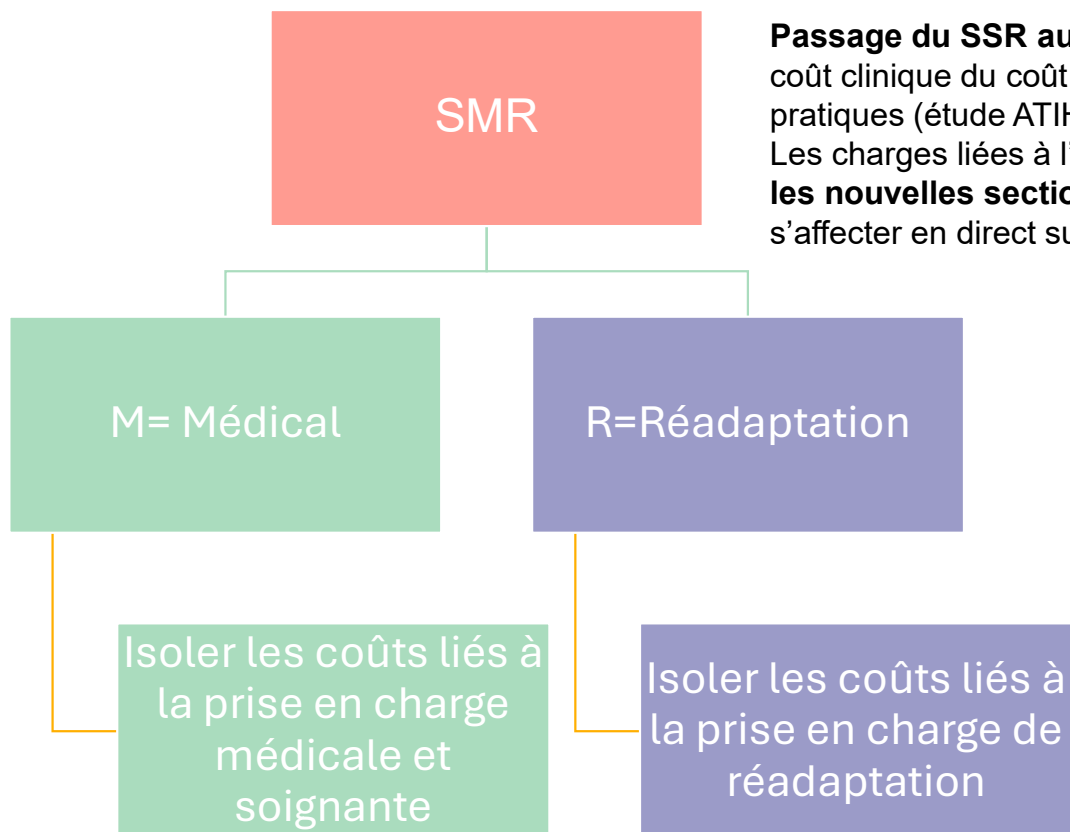 SMR
Passage du SSR au
coût clinique du coût
pratiques (étude ATIH
Les charges liées à l'
les nouvelles sectio
s'affecter en direct su
M= Médical
R=Réadaptation
Isoler les coûts liés à
la prise en charge
médicale et
soignante
Isoler les coûts liés à
la prise en charge de
réadaptation